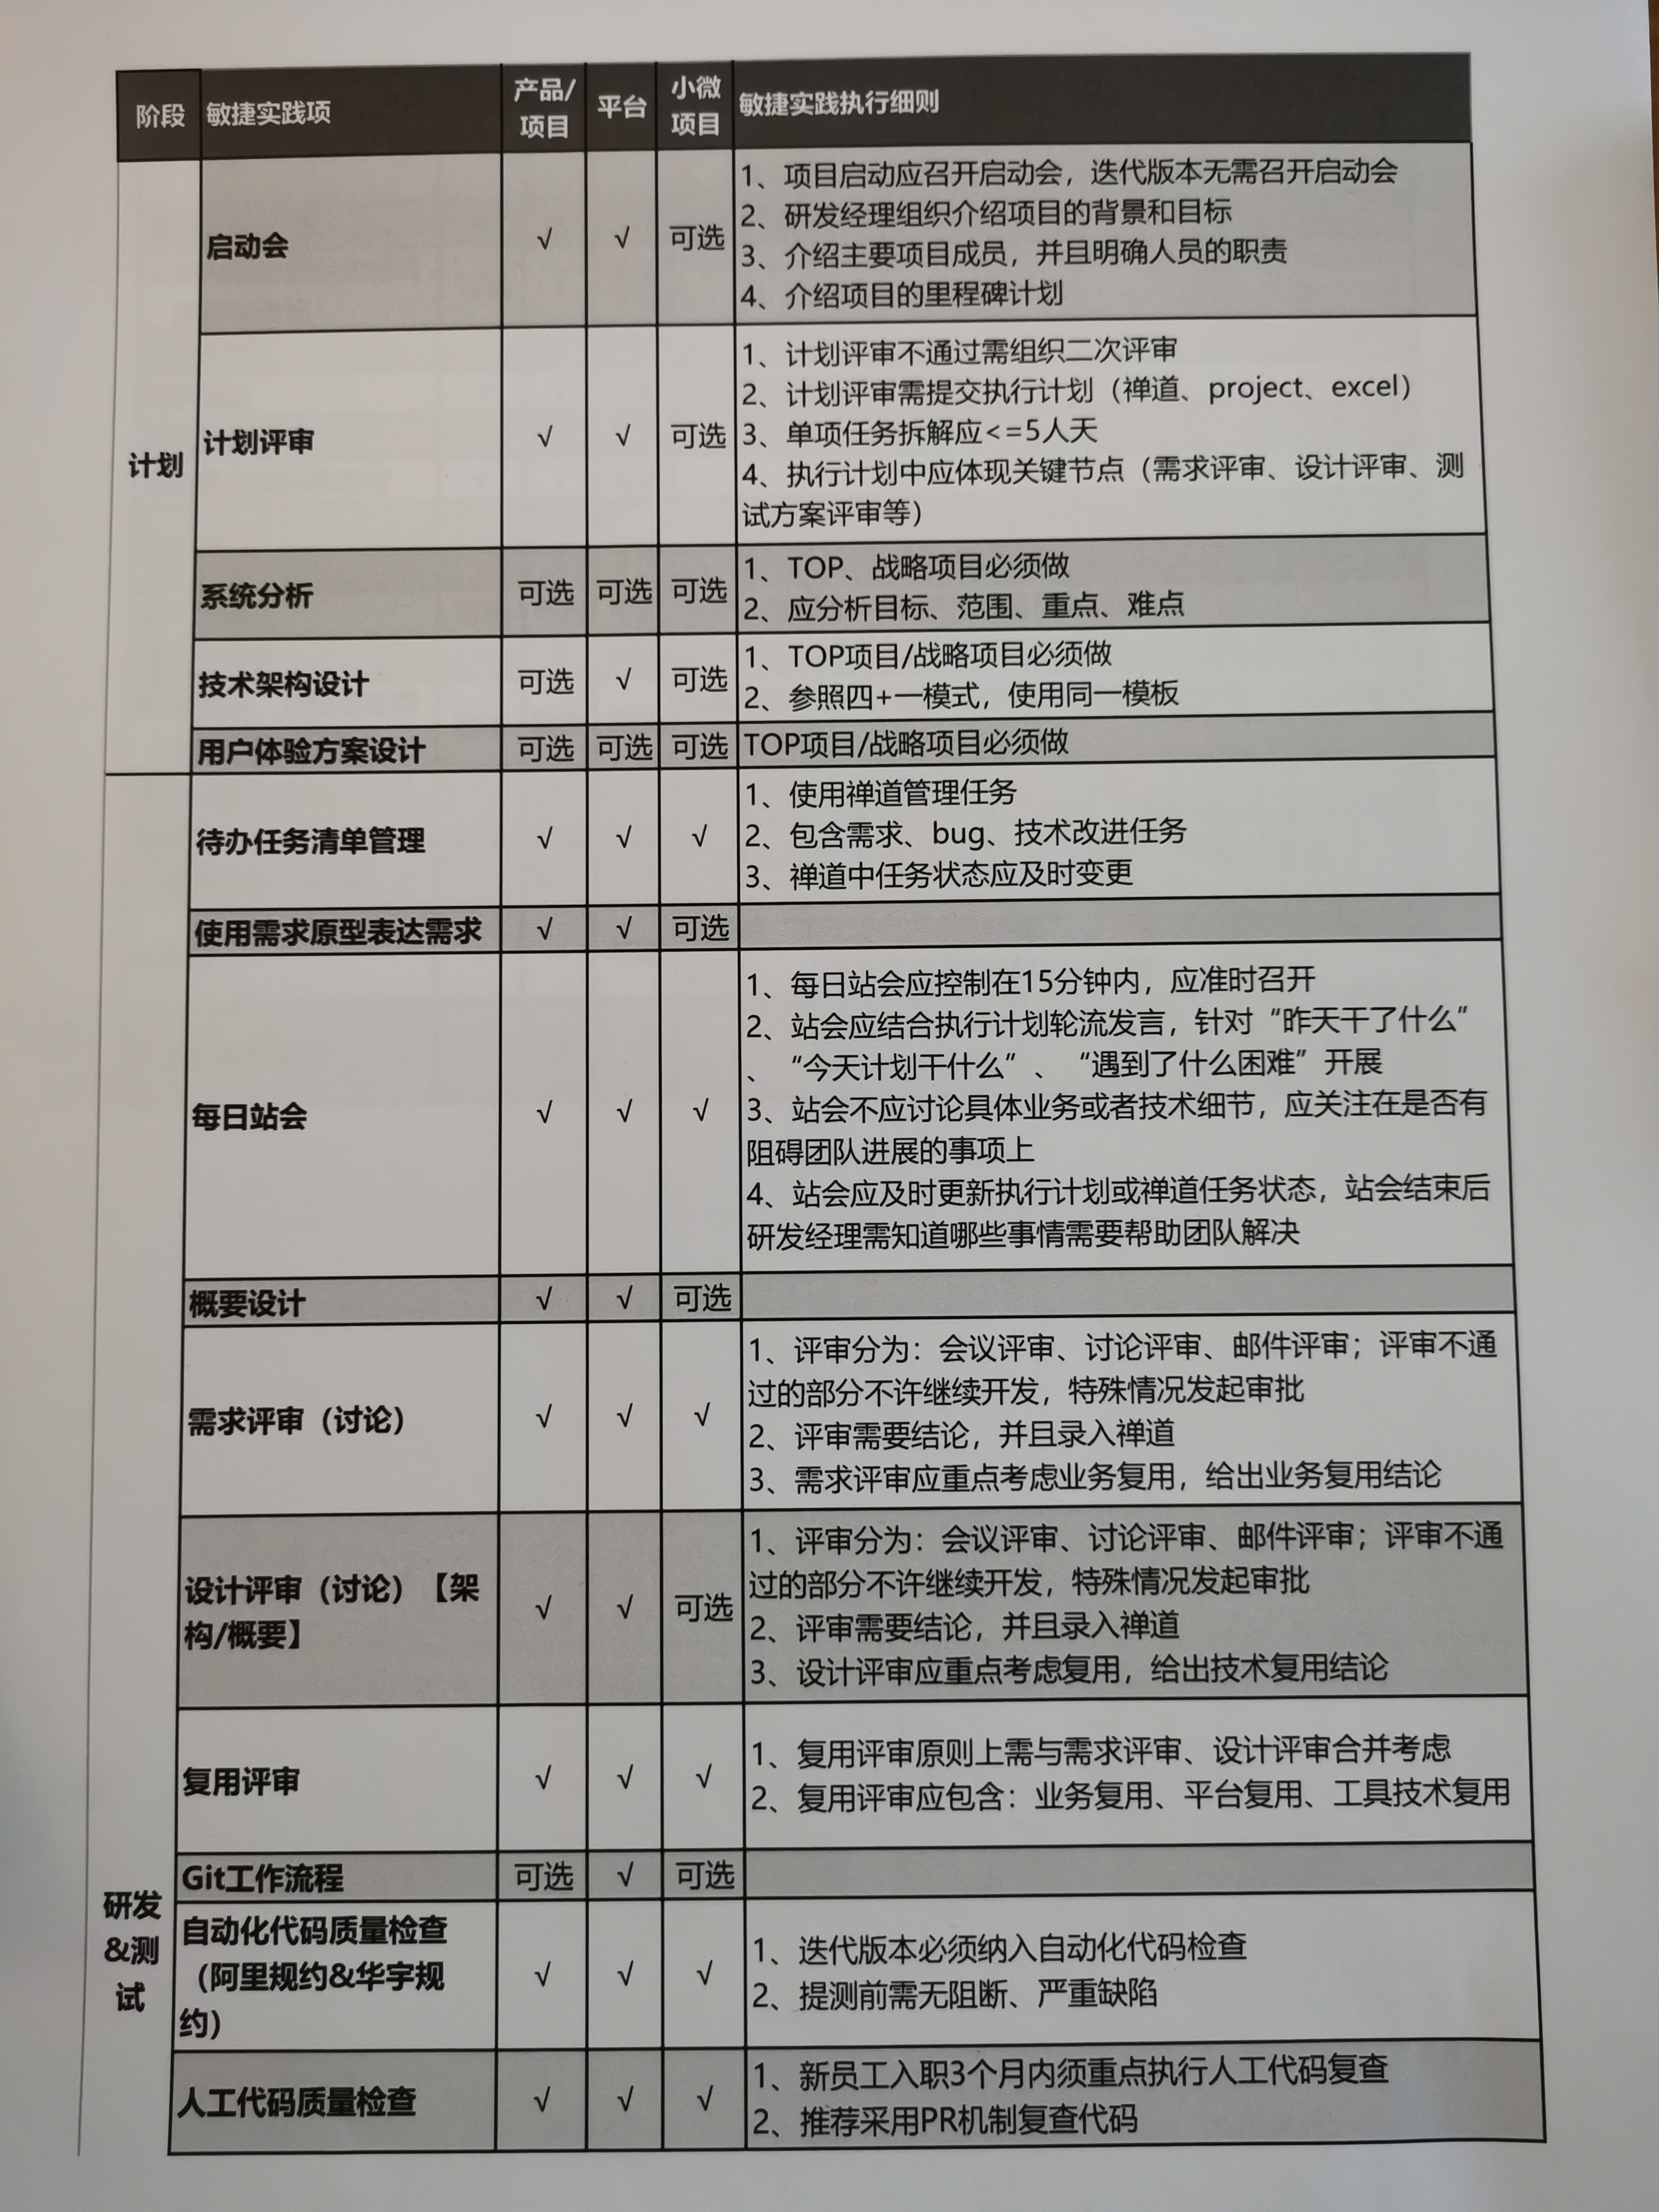 阶段 敏捷实践项 产品/项目 平台 小微项目 敏捷实践执行细则
计划
启动会 √ √ 可选
1、项目启动应召开启动会，迭代版本无需召开启动会
2、研发经理组织介绍项目的背景和目标
3、介绍主要项目成员，并且明确人员的职责
4、介绍项目的里程碑计划
计划评审 √ √ 可选
1、计划评审不通过需组织二次评审
2、计划评审需提交执行计划（禅道、project、excel）
3、单项任务拆解应<=5人天
4、执行计划中应体现关键节点（需求评审、设计评审、测
试方案评审等）
系统分析 可选 可选 可选
1、TOP、战略项目必须做
2、应分析目标、范围、重点、难点
技术架构设计 可选 √ 可选
1、TOP项目/战略项目必须做
2、参照四+一模式，使用同一模板
用户体验方案设计 可选 可选 可选 TOP项目/战略项目必须做
研发
&测
试
待办任务清单管理 √ √ √
1、使用禅道管理任务
2、包含需求、bug、技术改进任务
3、禅道中任务状态应及时变更
使用需求原型表达需求 √ √ 可选
每日站会 √ √ √
1、每日站会应控制在15分钟内，应准时召开
2、站会应结合执行计划轮流发言，针对“昨天干了什么”
、“今天计划干什么”、“遇到了什么困难”开展
3、站会不应讨论具体业务或者技术细节，应关注在是否有
阻碍团队进展的事项上
4、站会应及时更新执行计划或禅道任务状态，站会结束后
研发经理需知道哪些事情需要帮助团队解决
概要设计 √ √ 可选
需求评审（讨论） √ √ √
1、评审分为：会议评审、讨论评审、邮件评审；评审不通
过的部分不许继续开发，特殊情况发起审批
2、评审需要结论，并且录入禅道
3、需求评审应重点考虑业务复用，给出业务复用结论
设计评审（讨论）【架
构/概要】 √ √ 可选
1、评审分为：会议评审、讨论评审、邮件评审；评审不通
过的部分不许继续开发，特殊情况发起审批
2、评审需要结论，并且录入禅道
3、设计评审应重点考虑复用，给出技术复用结论
复用评审 √ √ √
1、复用评审原则上需与需求评审、设计评审合并考虑
2、复用评审应包含：业务复用、平台复用、工具技术复用
Git工作流程 可选 √ 可选
自动化代码质量检查
（阿里规约&华宇规
约） √ √ √
1、迭代版本必须纳入自动化代码检查
2、提测前需无阻断、严重缺陷
人工代码质量检查 √ √ √
1、新员工入职3个月内须重点执行人工代码复查
2、推荐采用PR机制复查代码